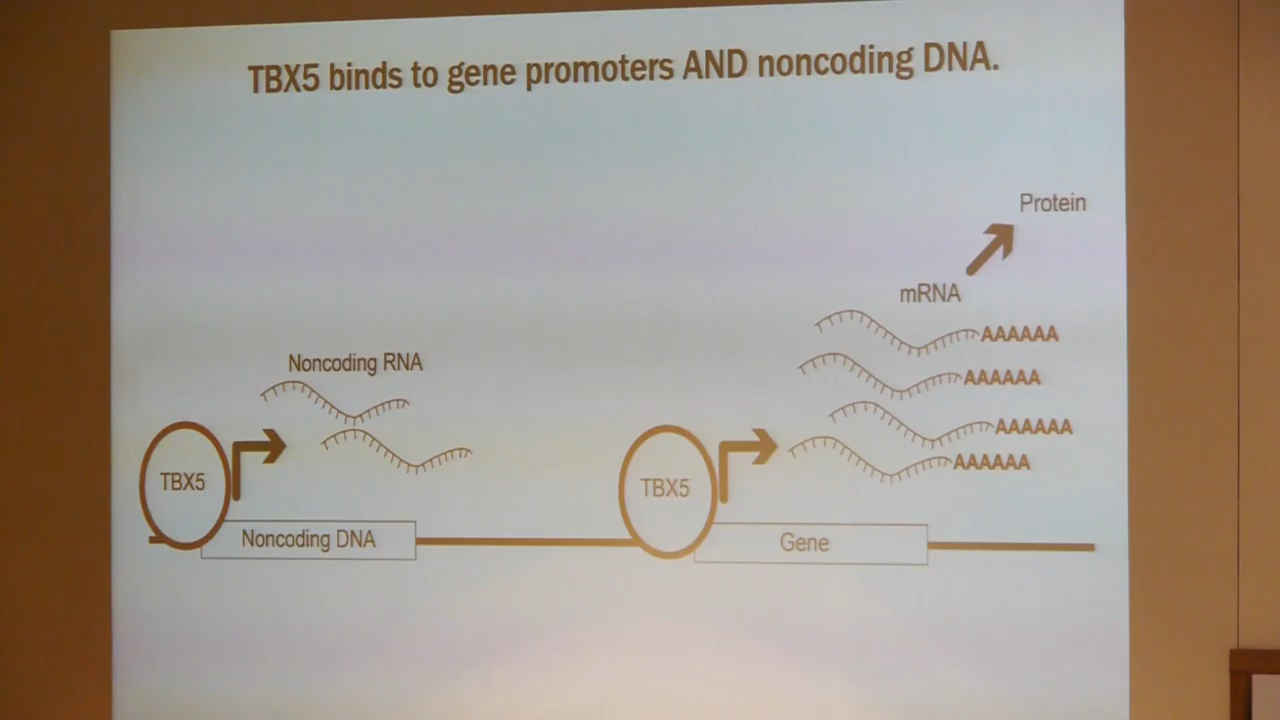 TBX5 binds to gene promoters AND noncoding DNA.
Protein
mRNA
AAAAAA
AAAAAA
AAAAAA
AAAAAA
Noncoding RNA
TBX5
Noncoding DNA
TBX5
Gene